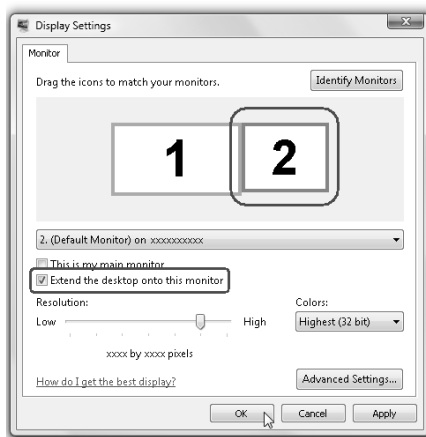 Display Settings
Monitor
Drag the icons to match your monitors.
Identify Monitors
1
2
2. (Default Monitor) on xxxxxxxxxx
This is my main monitor
Extend the desktop onto this monitor
Resolution:
Colors:
Low
High
Highest (32 bit)
xxxx by xxxx pixels
How do I get the best display?
Advanced Settings...
OK
Cancel
Apply